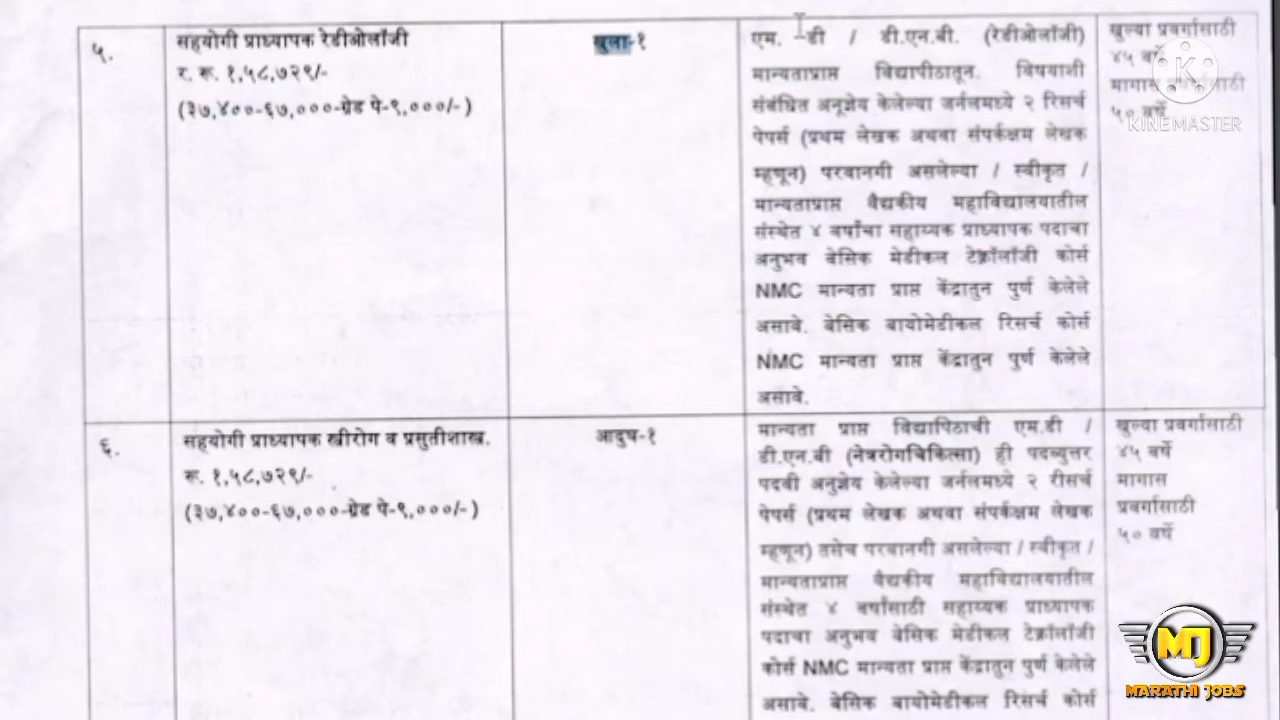 ५.
सहयोगी प्राध्यापक रेडीओलॉजी
र. रू. १,५८,७२९/-
(३७,४००-६७,०००-ग्रेड पे-९,०००/-)
खुला-१
एम. डी / डी.एन.बी. (रेडीओलॉजी)
मान्यताप्राप्त विद्यापीठातून. विषयाशी
संबंधित अनुज्ञेय केलेल्या जर्नलमध्ये २ रिसर्च
पेपर्स (प्रथम लेखक अथवा संपर्कक्षम लेखक
म्हणून) परवानगी असलेल्या / स्वीकृत /
मान्यताप्राप्त वैद्यकीय महाविद्यालयातील
संस्थेत ४ वर्षांचा सहाय्यक प्राध्यापक पदाचा
अनुभव बेसिक मेडीकल टेक्नॉलॉजी कोर्स
NMC मान्यता प्राप्त केंद्रातुन पुर्ण केलेले
असावे. बेसिक बायोमेडीकल रिसर्च कोर्स
NMC मान्यता प्राप्त केंद्रातुन पुर्ण केलेले
असावे.
खुल्या प्रवर्गासाठी
४५ वर्षे
मागास प्रवर्गासाठी
५० वर्षे
K
KINEMASTER
६.
सहयोगी प्राध्यापक स्त्रीरोग व प्रसुतीशास्त्र.
रू. १,५८,७२९/-
(३७,४००-६७,०००-ग्रेड पे-९,०००/-)
आदुघ-१
मान्यता प्राप्त विद्यापिठाची एम.डी /
डी.एन.बी (नेत्ररोगचिकित्सा) ही पदव्युत्तर
पदवी अनुज्ञेय केलेल्या जर्नलमध्ये २ रीसर्च
पेपर्स (प्रथम लेखक अथवा संपर्कक्षम लेखक
म्हणून) तसेच परवानगी असलेल्या / स्वीकृत /
मान्यताप्राप्त वैद्यकीय महाविद्यालयातील
संस्थेत ४ वर्षांसाठी सहाय्यक प्राध्यापक
पदाचा अनुभव बेसिक मेडीकल टेक्नॉलॉजी
कोर्स NMC मान्यता प्राप्त केंद्रातुन पुर्ण केलेले
असावे. बेसिक बायोमेडीकल रिसर्च कोर्स
खुल्या प्रवर्गासाठी
४५ वर्षे
मागास
प्रवर्गासाठी
५० वर्षे
MJ
MARATHI JOBS